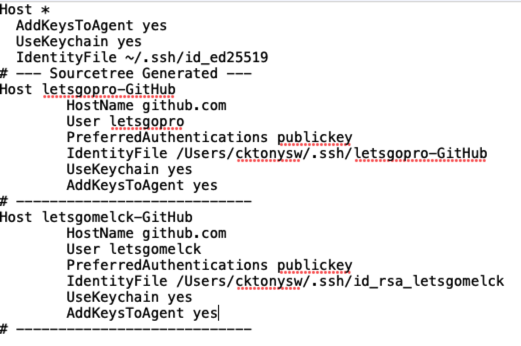 Host *
  AddKeysToAgent yes
  UseKeychain yes
  IdentityFile ~/.ssh/id_ed25519
# --- Sourcetree Generated ---
Host letsgopro-GitHub
        HostName github.com
        User letsgopro
        PreferredAuthentications publickey
        IdentityFile /Users/cktonysw/.ssh/letsgopro-GitHub
        UseKeychain yes
        AddKeysToAgent yes
# ----------------------------
Host letsgomelck-GitHub
        HostName github.com
        User letsgomelck
        PreferredAuthentications publickey
        IdentityFile /Users/cktonysw/.ssh/id_rsa_letsgomelck
        UseKeychain yes
        AddKeysToAgent yes
# ----------------------------